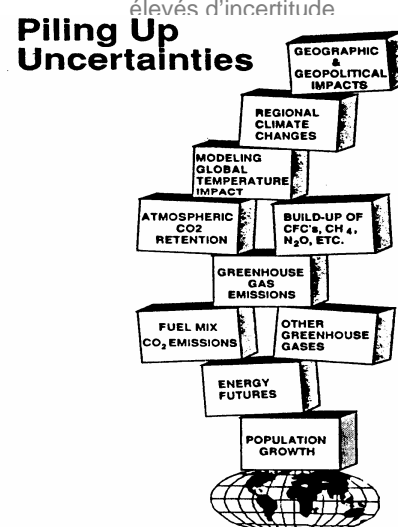 élevés d'incertitude
Piling Up
Uncertainties
GEOGRAPHIC
&
GEOPOLITICAL
IMPACTS
REGIONAL
CLIMATE
CHANGES
MODELING
GLOBAL
TEMPERATURE
IMPACT
ATMOSPHERIC
CO2
RETENTION
BUILD-UP OF
CFC's, CH₄,
N₂O, ETC.
GREENHOUSE
GAS
EMISSIONS
FUEL MIX
CO₂ EMISSIONS
OTHER
GREENHOUSE
GASES
ENERGY
FUTURES
POPULATION
GROWTH